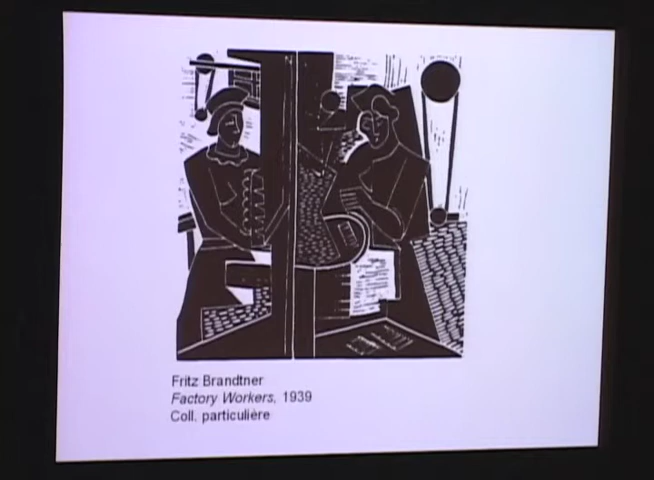 Fritz Brandtner
Factory Workers, 1939
Coll. particulière